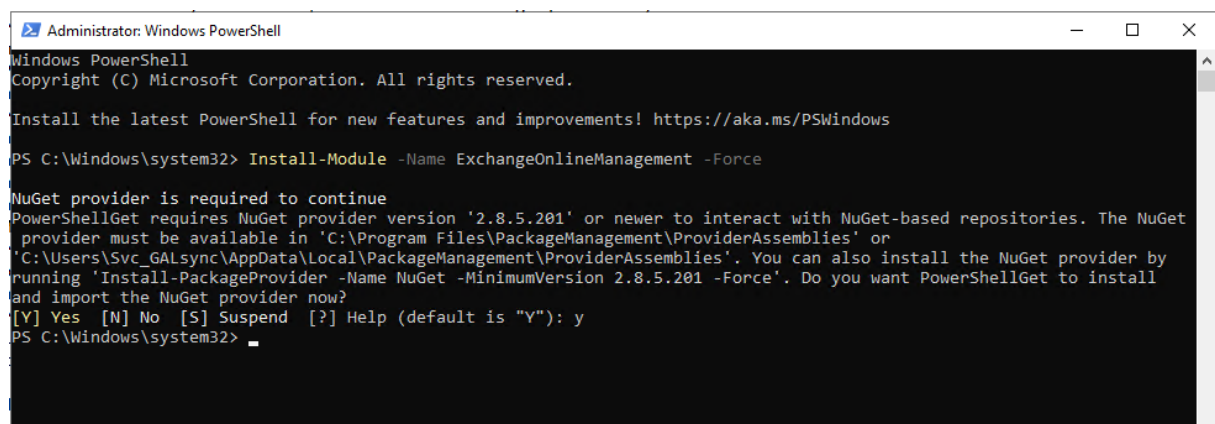 Administrator: Windows PowerShell
Windows PowerShell
Copyright (C) Microsoft Corporation. All rights reserved.
Install the latest PowerShell for new features and improvements! https://aka.ms/PSWindows
PS C:\Windows\system32> Install-Module -Name ExchangeOnlineManagement -Force
NuGet provider is required to continue
PowerShellGet requires NuGet provider version '2.8.5.201' or newer to interact with NuGet-based repositories. The NuGet
provider must be available in 'C:\Program Files\PackageManagement\ProviderAssemblies' or
'C:\Users\Svc_GALsync\AppData\Local\PackageManagement\ProviderAssemblies'. You can also install the NuGet provider by
running 'Install-PackageProvider -Name NuGet -MinimumVersion 2.8.5.201 -Force'. Do you want PowerShellGet to install
and import the NuGet provider now?
[Y] Yes  [N] No  [S] Suspend  [?] Help (default is "Y"): y
PS C:\Windows\system32>